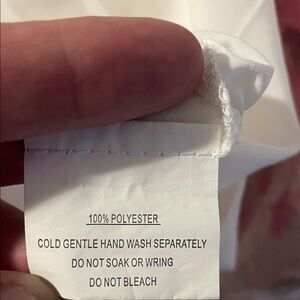 100% POLYESTER
COLD GENTLE HAND WASH SEPARATELY
DO NOT SOAK OR WRING
DO NOT BLEACH